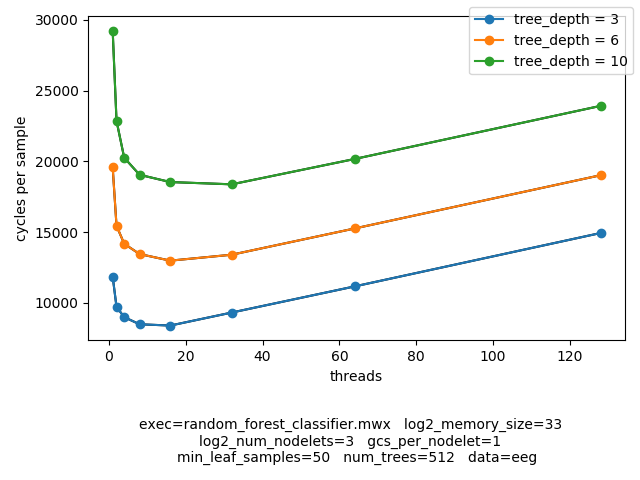 30000
25000
20000
15000
10000
cycles per sample
tree_depth = 3
tree_depth = 6
tree_depth = 10
0 20 40 60 80 100 120
threads
exec=random_forest_classifier.mwx log2_memory_size=33
log2_num_nodelets=3 gcs_per_nodelet=1
min_leaf_samples=50 num_trees=512 data=eeg